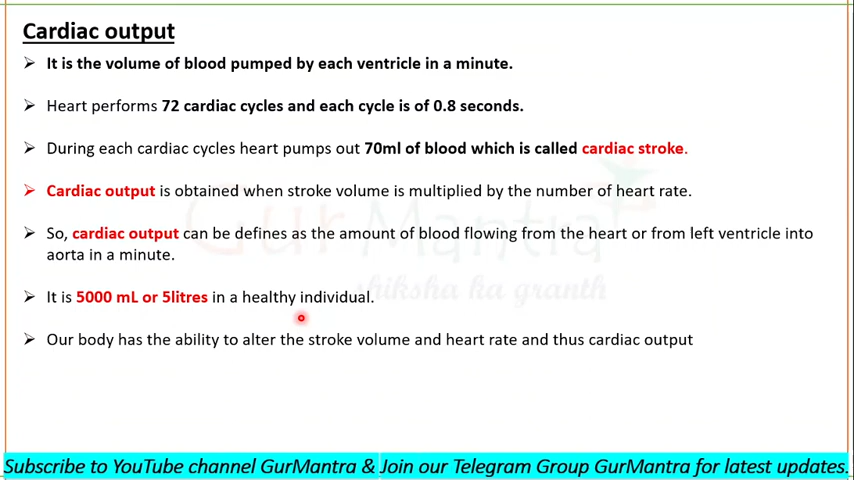 Cardiac output
➢ It is the volume of blood pumped by each ventricle in a minute.
➢ Heart performs 72 cardiac cycles and each cycle is of 0.8 seconds.
➢ During each cardiac cycles heart pumps out 70ml of blood which is called cardiac stroke.
➢ Cardiac output is obtained when stroke volume is multiplied by the number of heart rate.
➢ So, cardiac output can be defines as the amount of blood flowing from the heart or from left ventricle into
aorta in a minute.
➢ It is 5000 mL or 5litres in a healthy individual.
➢ Our body has the ability to alter the stroke volume and heart rate and thus cardiac output
GurMantra
shiksha ka granth
Subscribe to YouTube channel GurMantra & Join our Telegram Group GurMantra for latest updates.